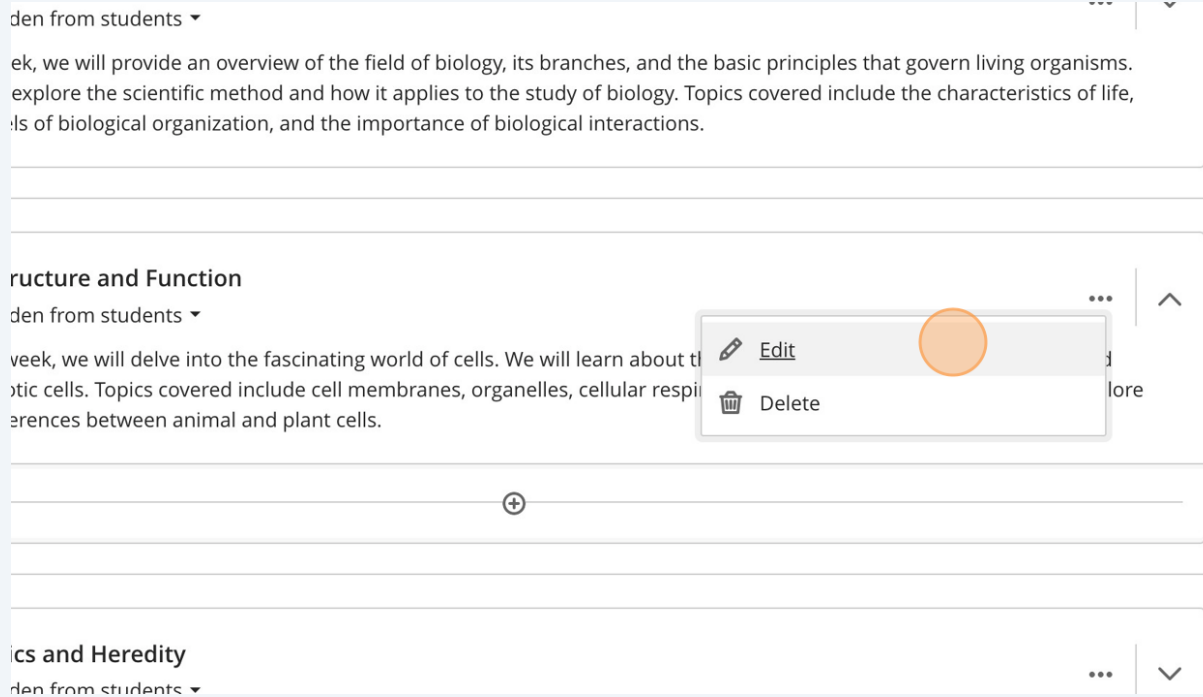 den from students
ek, we will provide an overview of the field of biology, its branches, and the basic principles that govern living organisms.
explore the scientific method and how it applies to the study of biology. Topics covered include the characteristics of life,
ls of biological organization, and the importance of biological interactions.
ructure and Function
den from students
week, we will delve into the fascinating world of cells. We will learn about
Edit
otic cells. Topics covered include cell membranes, organelles, cellular respi
lore
Delete
erences between animal and plant cells.
ics and Heredity
den from students